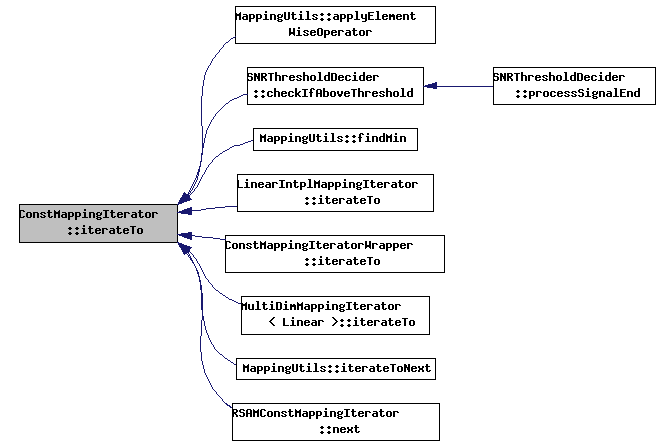 MappingUtils::applyElement
WiseOperator
SNRThresholdDecider
::checkIfAboveThreshold
SNRThresholdDecider
::processSignalEnd
MappingUtils::findMin
LinearIntplMappingIterator
::iterateTo
ConstMappingIterator
::iterateTo
ConstMappingIteratorWrapper
::iterateTo
MultiDimMappingIterator
< Linear >::iterateTo
MappingUtils::iterateToNext
RSAMConstMappingIterator
::next